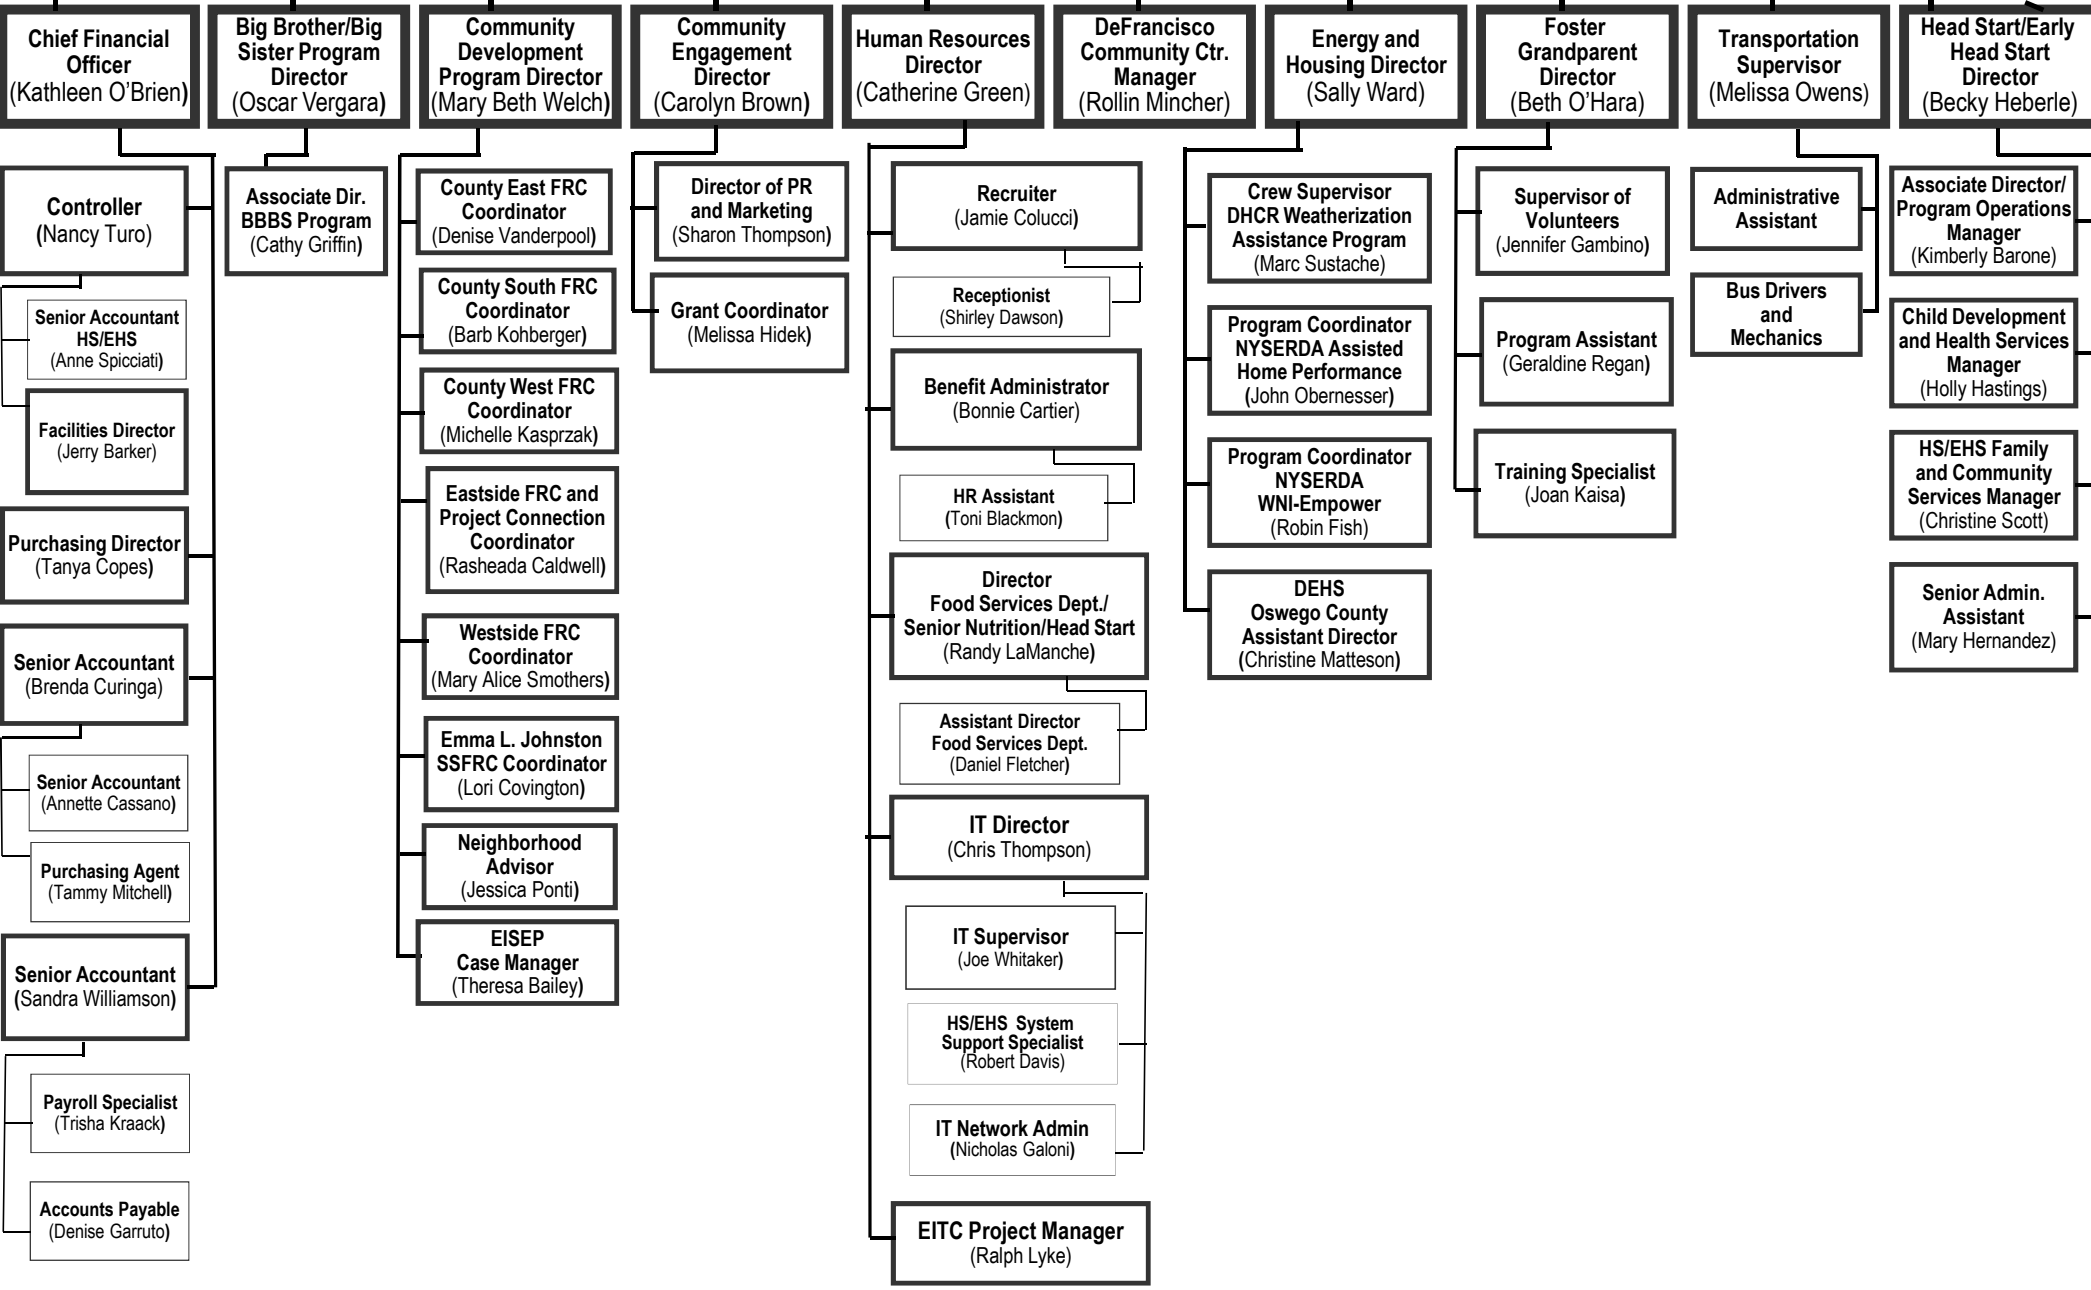 Chief Financial
Officer
(Kathleen O'Brien)
Big Brother/Big
Sister Program
Director
(Oscar Vergara)
Community
Development
Program Director
(Mary Beth Welch)
Community
Engagement
Director
(Carolyn Brown)
Human Resources
Director
(Catherine Green)
DeFrancisco
Community Ctr.
Manager
(Rollin Mincher)
Energy and
Housing Director
(Sally Ward)
Foster
Grandparent
Director
(Beth O'Hara)
Transportation
Supervisor
(Melissa Owens)
Head Start/Early
Head Start
Director
(Becky Heberle)
Controller
(Nancy Turo)
Senior Accountant
HS/EHS
(Anne Spicciati)
Facilities Director
(Jerry Barker)
Purchasing Director
(Tanya Copes)
Senior Accountant
(Brenda Curinga)
Senior Accountant
(Annette Cassano)
Purchasing Agent
(Tammy Mitchell)
Senior Accountant
(Sandra Williamson)
Payroll Specialist
(Trisha Kraack)
Accounts Payable
(Denise Garruto)
Associate Dir.
BBBS Program
(Cathy Griffin)
County East FRC
Coordinator
(Denise Vanderpool)
County South FRC
Coordinator
(Barb Kohberger)
County West FRC
Coordinator
(Michelle Kasprzak)
Eastside FRC and
Project Connection
Coordinator
(Rasheada Caldwell)
Westside FRC
Coordinator
(Mary Alice Smothers)
Emma L. Johnston
SSFRC Coordinator
(Lori Covington)
Neighborhood
Advisor
(Jessica Ponti)
EISEP
Case Manager
(Theresa Bailey)
Director of PR
and Marketing
(Sharon Thompson)
Grant Coordinator
(Melissa Hidek)
Recruiter
(Jamie Colucci)
Receptionist
(Shirley Dawson)
Benefit Administrator
(Bonnie Cartier)
HR Assistant
(Toni Blackmon)
Director
Food Services Dept./
Senior Nutrition/Head Start
(Randy LaManche)
Assistant Director
Food Services Dept.
(Daniel Fletcher)
IT Director
(Chris Thompson)
IT Supervisor
(Joe Whitaker)
HS/EHS System
Support Specialist
(Robert Davis)
IT Network Admin
(Nicholas Galoni)
EITC Project Manager
(Ralph Lyke)
Crew Supervisor
DHCR Weatherization
Assistance Program
(Marc Sustache)
Program Coordinator
NYSERDA Assisted
Home Performance
(John Obernesser)
Program Coordinator
NYSERDA
WNI-Empower
(Robin Fish)
DEHS
Oswego County
Assistant Director
(Christine Matteson)
Supervisor of
Volunteers
(Jennifer Gambino)
Program Assistant
(Geraldine Regan)
Training Specialist
(Joan Kaisa)
Administrative
Assistant
Bus Drivers
and
Mechanics
Associate Director/
Program Operations
Manager
(Kimberly Barone)
Child Development
and Health Services
Manager
(Holly Hastings)
HS/EHS Family
and Community
Services Manager
(Christine Scott)
Senior Admin.
Assistant
(Mary Hernandez)